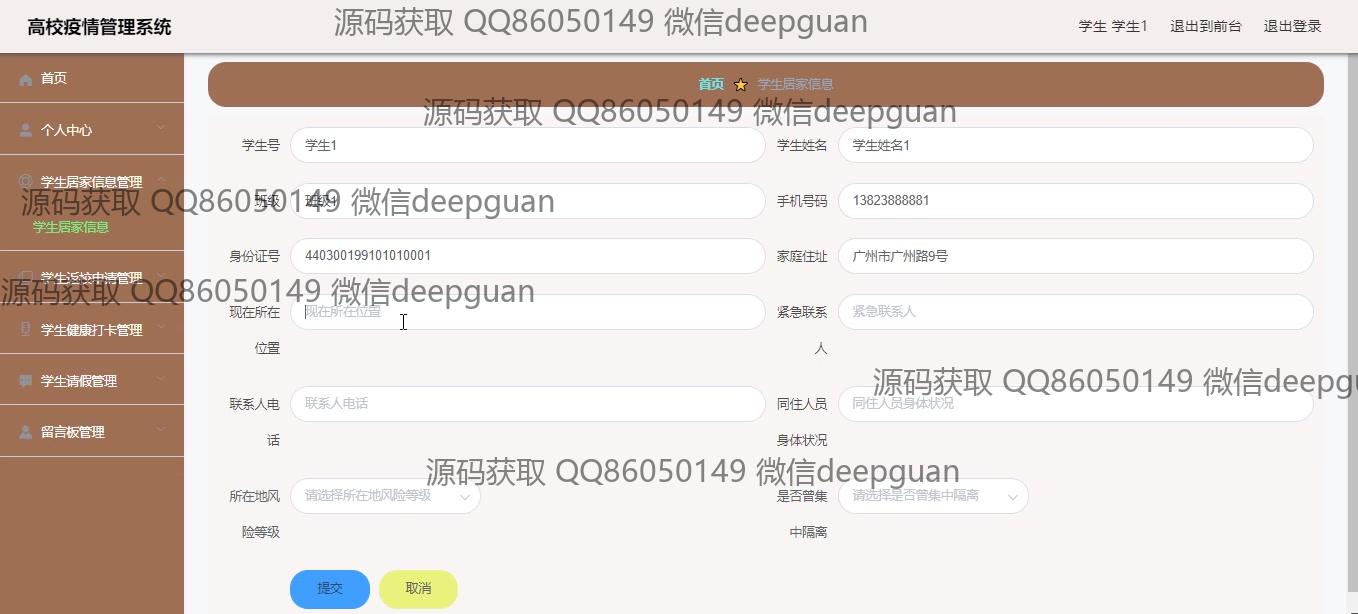 高校疫情管理系统
源码获取 QQ86050149 微信deepguan
学生 学生1
退出到前台
退出登录
首页
个人中心
学生居家信息管理
学生居家信息
学生返校申请管理
学生健康打卡管理
学生请假管理
留言板管理
首页 学生居家信息
源码获取 QQ86050149 微信deepguan
学生号 学生1
学生姓名 学生姓名1
源码获取 QQ86050149 微信deepguan
班级 班级1
手机号码 13823888881
身份证号 440300199101010001
家庭住址 广州市广州路9号
源码获取 QQ86050149 微信deepguan
现在所在位置 现在所在位置
紧急联系人 紧急联系人
源码获取 QQ86050149 微信deepgu
联系人电话 联系人电话
同住人员身体状况 同住人员身体状况
源码获取 QQ86050149 微信deepguan
所在地风险等级 请选择所在地风险等级
是否曾集中隔离 请选择是否曾集中隔离
提交
取消